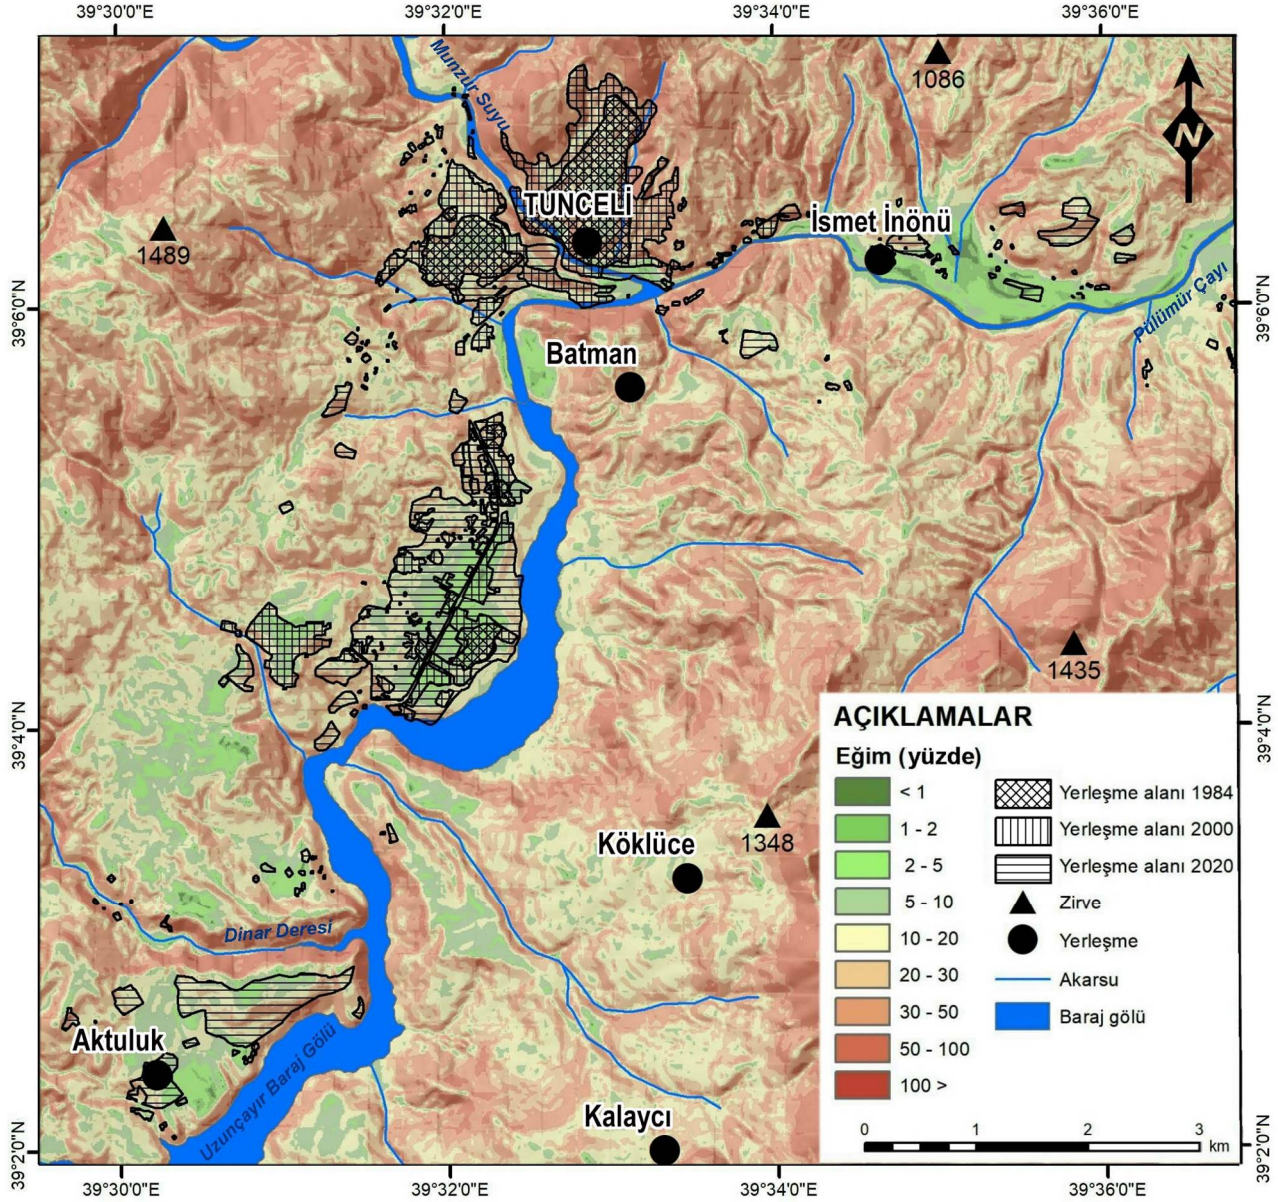 39°30'0"E 39°32'0"E 39°34'0"E 39°36'0"E
1086
Munzur Suyu
N
TUNCELİ
İsmet İnönü
1489
39°6'0"N
39°6'0"N
Pülümür Çayı
Batman
1435
39°4'0"N
39°4'0"N
AÇIKLAMALAR
Eğim (yüzde)
< 1
1 - 2
2 - 5
5 - 10
10 - 20
20 - 30
30 - 50
50 - 100
100 >
Yerleşme alanı 1984
Yerleşme alanı 2000
Yerleşme alanı 2020
Zirve
Yerleşme
Akarsu
Baraj gölü
0 1 2 3
km
1348
Köklüce
Dinar Deresi
Aktuluk
Uzunçayır Baraj Gölü
Kalaycı
39°2'0"N
39°2'0"N
39°30'0"E 39°32'0"E 39°34'0"E 39°36'0"E